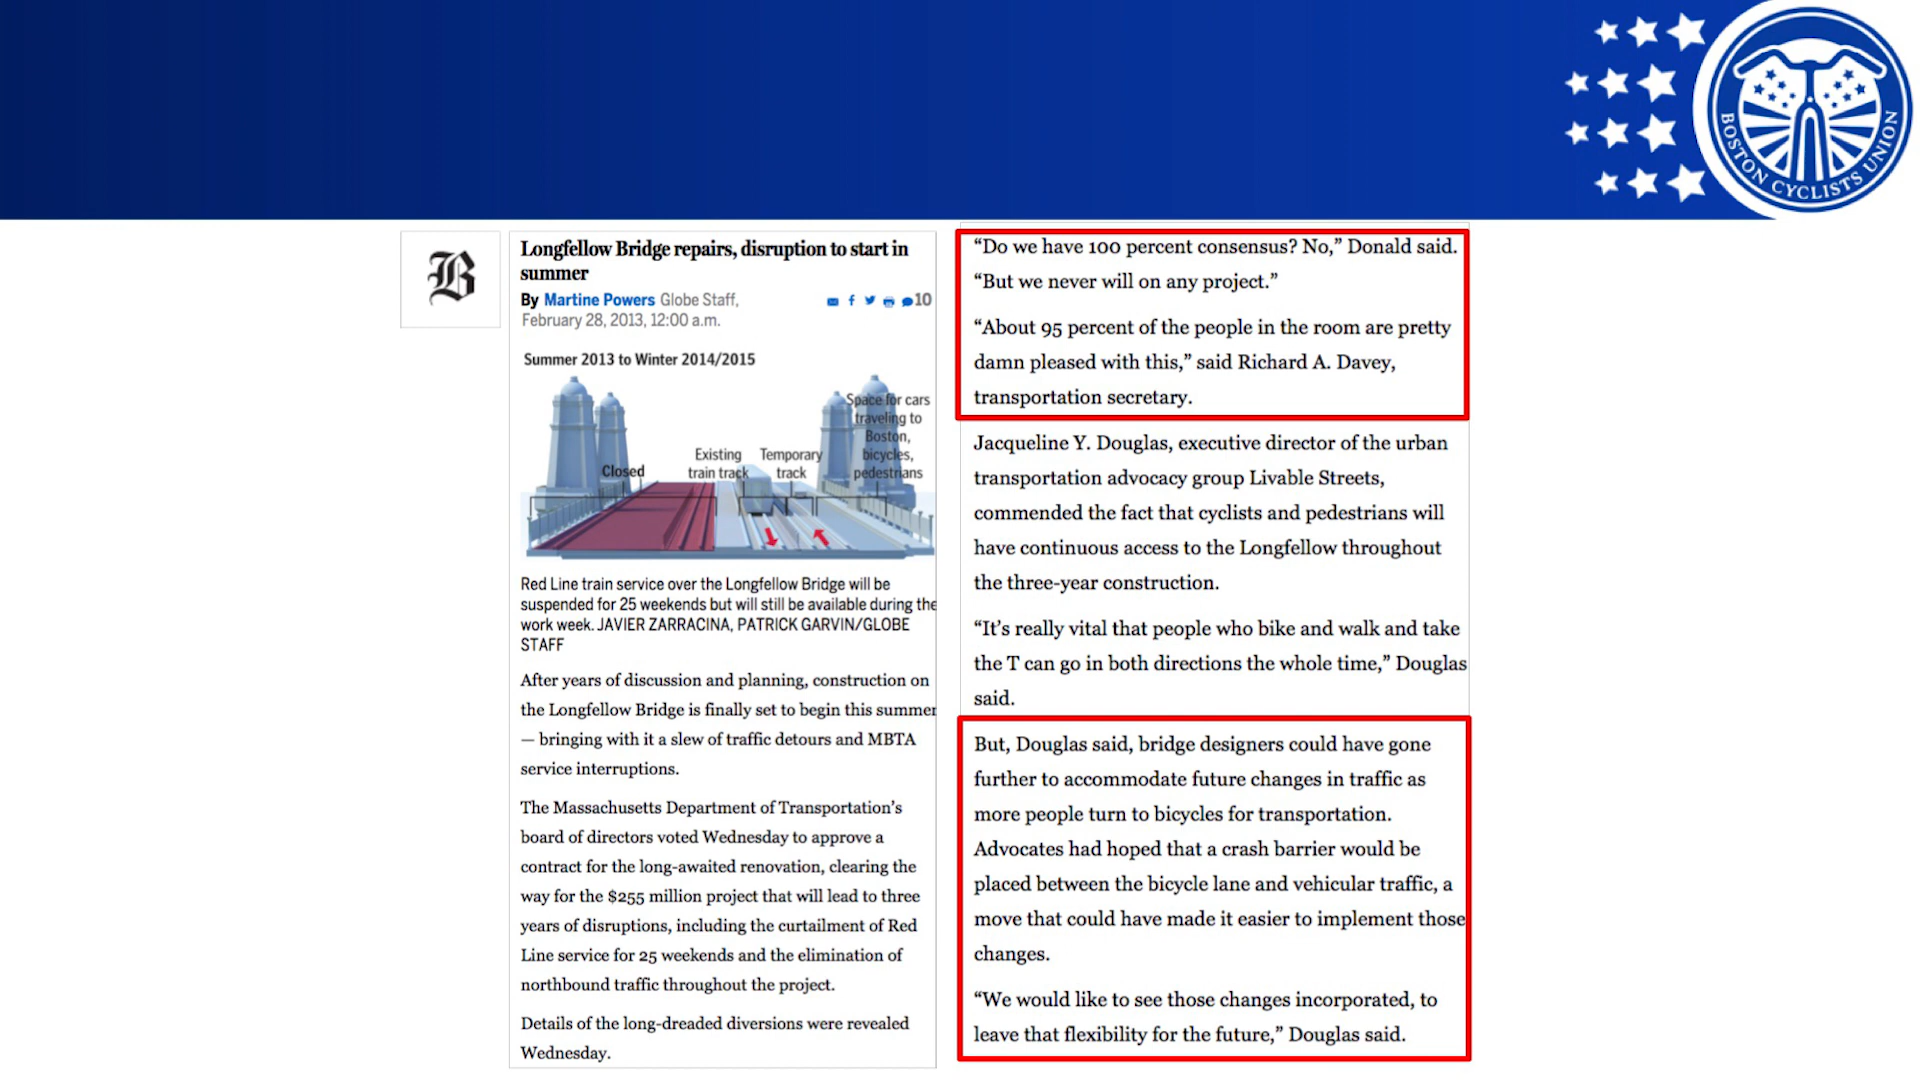 BOSTON CYCLISTS UNION
B
Longfellow Bridge repairs, disruption to start in
summer
By Martine Powers Globe Staff,
February 28, 2013, 12:00 a.m.
10
Summer 2013 to Winter 2014/2015
Space for cars
traveling to
Boston,
bicycles,
pedestrians
Existing
train track
Temporary
track
Closed
Red Line train service over the Longfellow Bridge will be
suspended for 25 weekends but will still be available during the
work week. JAVIER ZARRACINA, PATRICK GARVIN/GLOBE
STAFF
After years of discussion and planning, construction on
the Longfellow Bridge is finally set to begin this summer
— bringing with it a slew of traffic detours and MBTA
service interruptions.
The Massachusetts Department of Transportation’s
board of directors voted Wednesday to approve a
contract for the long-awaited renovation, clearing the
way for the $255 million project that will lead to three
years of disruptions, including the curtailment of Red
Line service for 25 weekends and the elimination of
northbound traffic throughout the project.
Details of the long-dreaded diversions were revealed
Wednesday.
“Do we have 100 percent consensus? No,” Donald said.
“But we never will on any project.”
“About 95 percent of the people in the room are pretty
damn pleased with this,” said Richard A. Davey,
transportation secretary.
Jacqueline Y. Douglas, executive director of the urban
transportation advocacy group Livable Streets,
commended the fact that cyclists and pedestrians will
have continuous access to the Longfellow throughout
the three-year construction.
“It’s really vital that people who bike and walk and take
the T can go in both directions the whole time,” Douglas
said.
But, Douglas said, bridge designers could have gone
further to accommodate future changes in traffic as
more people turn to bicycles for transportation.
Advocates had hoped that a crash barrier would be
placed between the bicycle lane and vehicular traffic, a
move that could have made it easier to implement those
changes.
“We would like to see those changes incorporated, to
leave that flexibility for the future,” Douglas said.